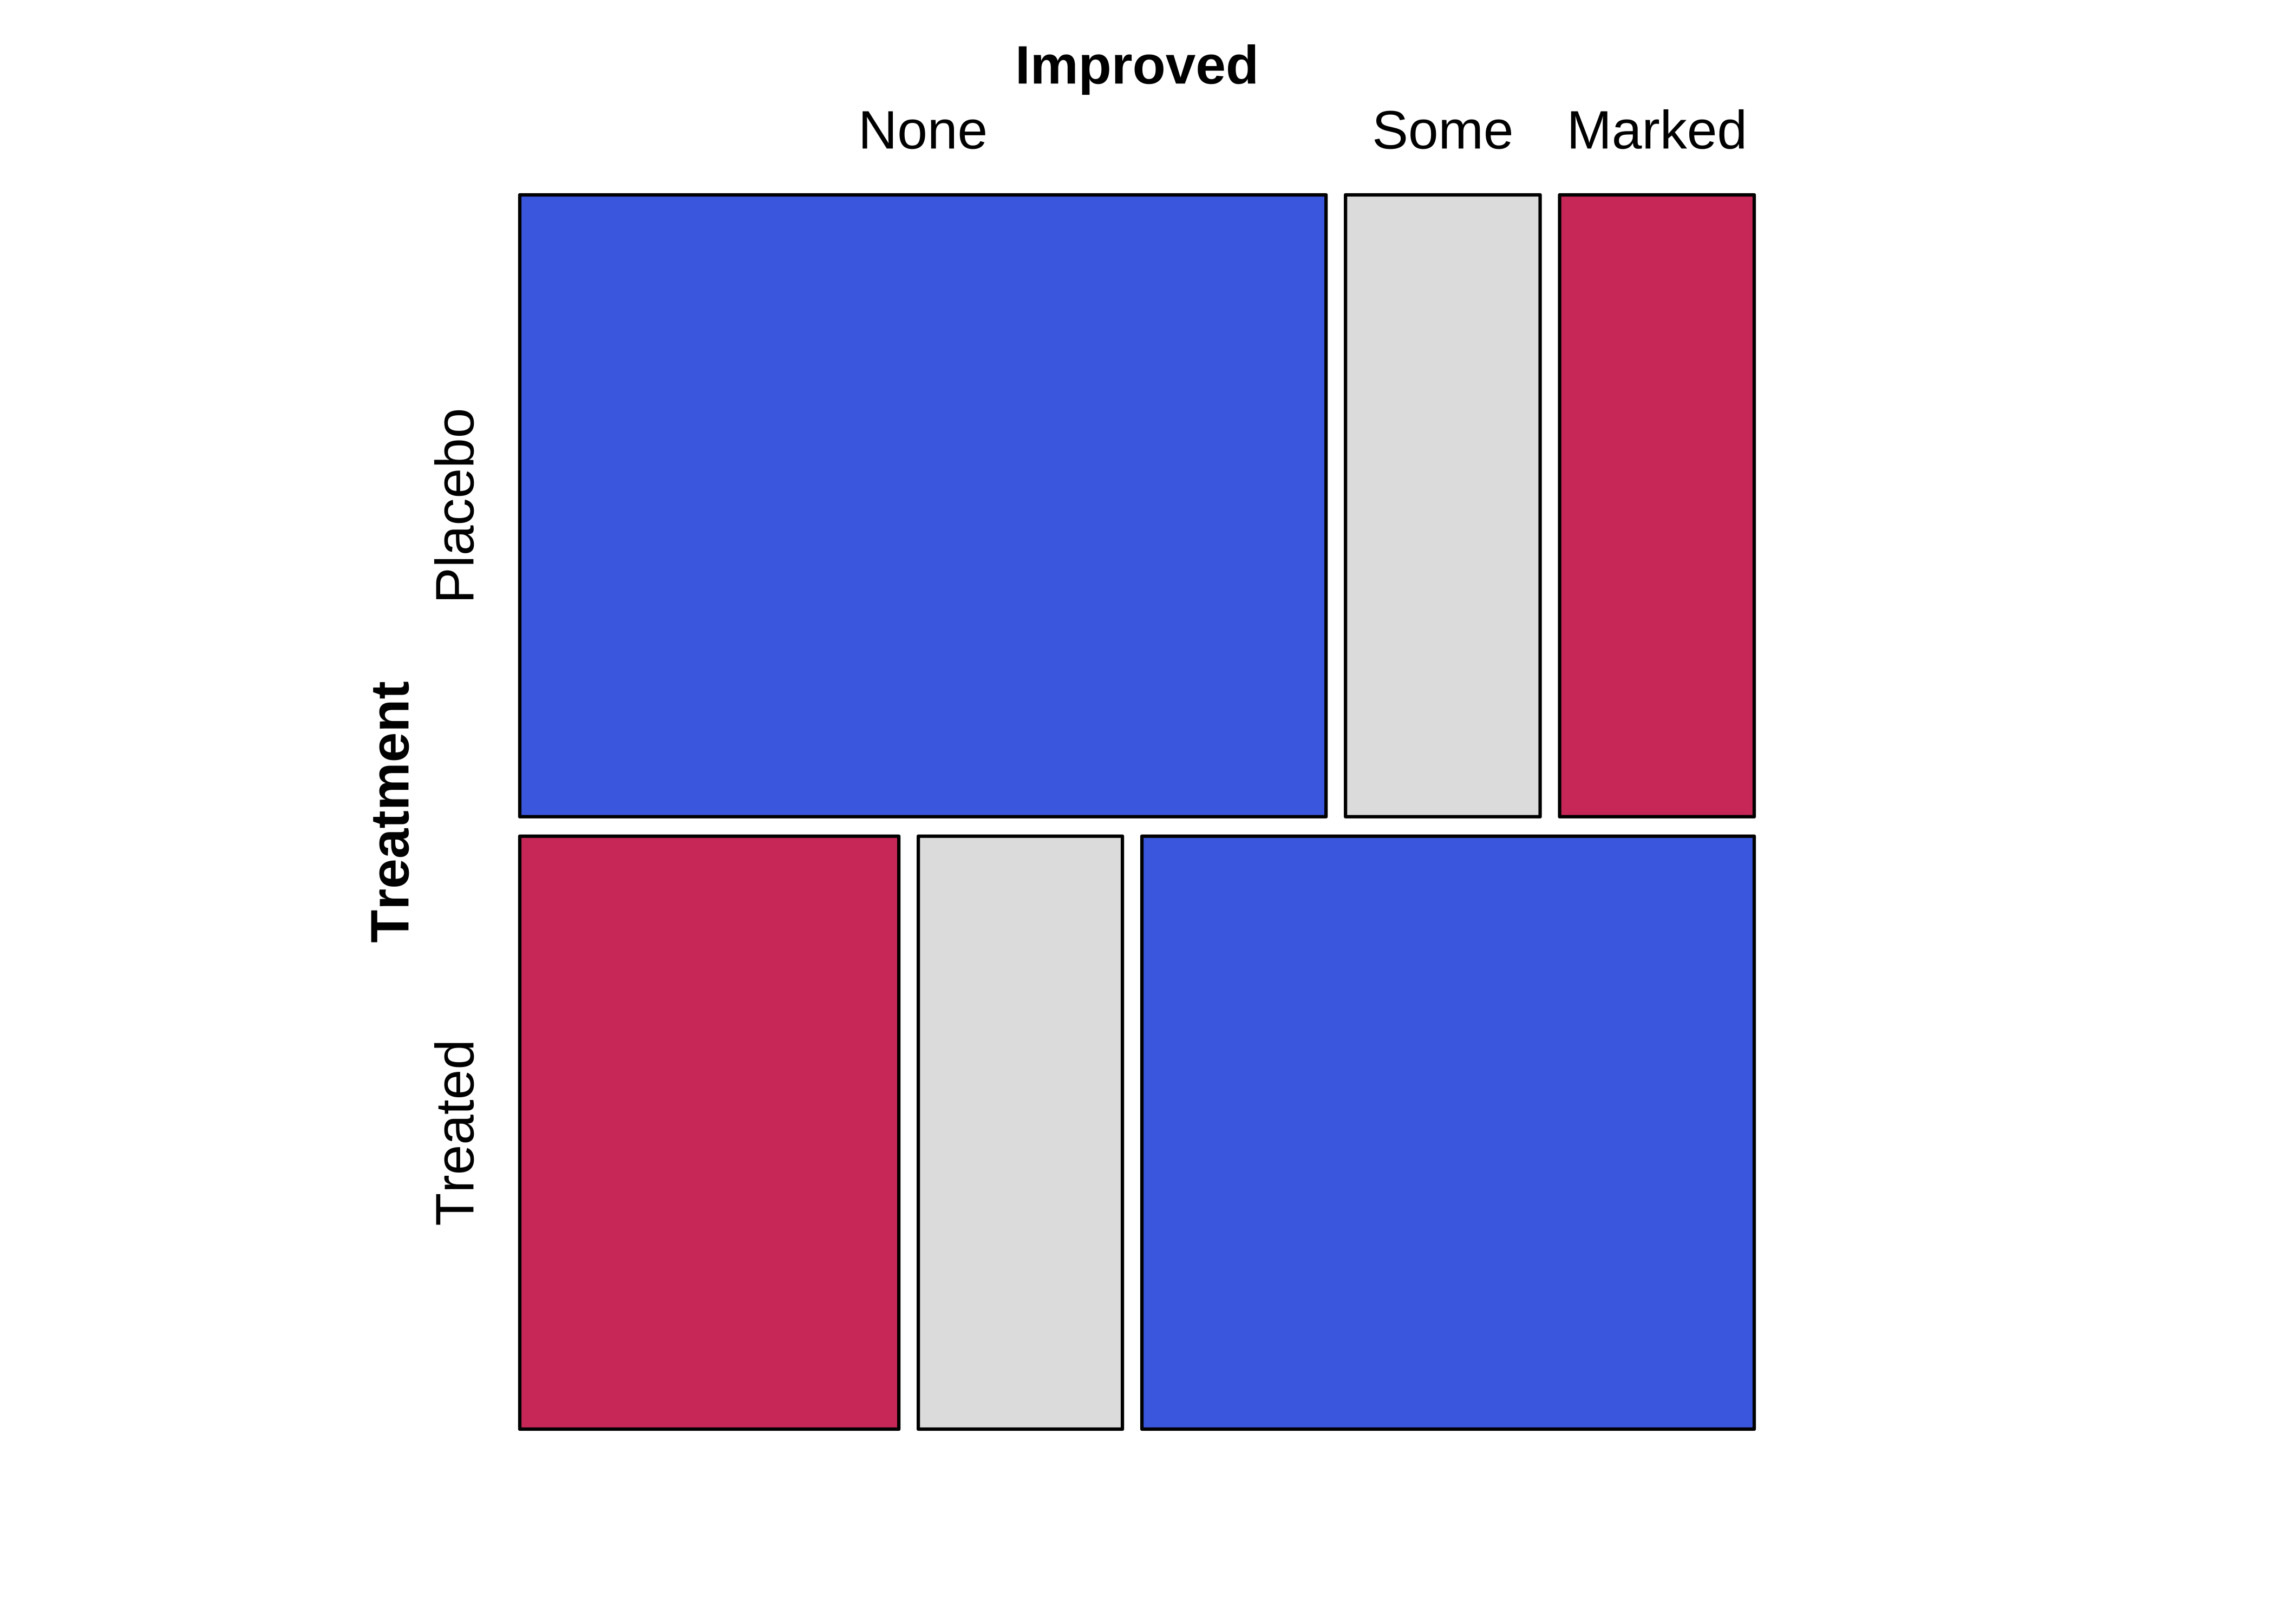 Improved
None Some Marked
Treatment
Placebo
Treated